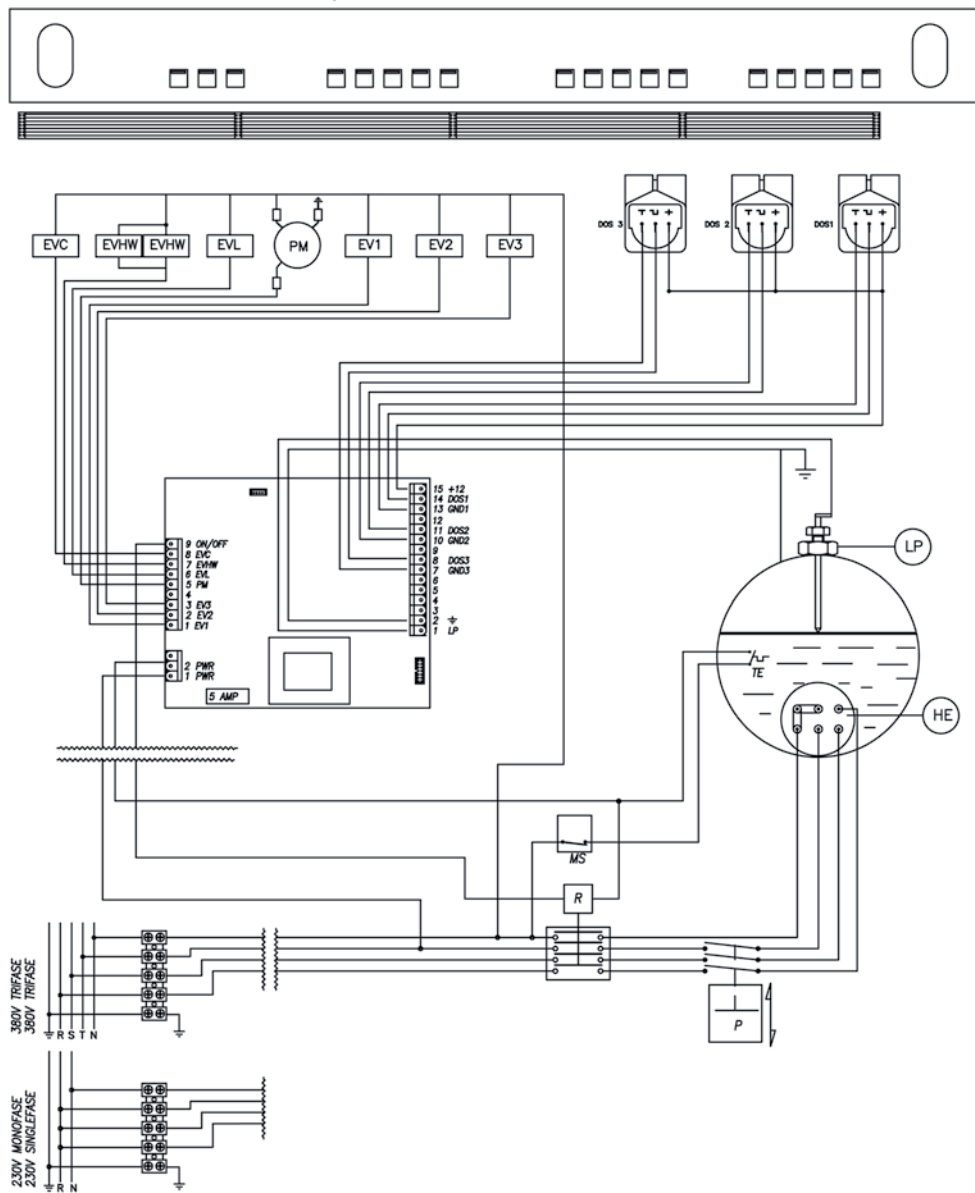 EVC EVHW EVHW EVL PM EV1 EV2 EV3
DOS 3
DOS 2
DOS1
9 ON/OFF
8 EVC
7 EVHW
6 EVL
5 PM
4
3 EV3
2 EV2
1 EV1
2 PWR
1 PWR
5 AMP
15 +12
14 DOS1
13 GND1
12
11 DOS2
10 GND2
9
8 DOS3
7 GND3
6
5
4
3
2
1 LP
LP
TE
HE
MS
R
P
380V TRIFASE
380V TRIFASE
R S T N
230V MONOFASE
230V SINGLEFASE
R N